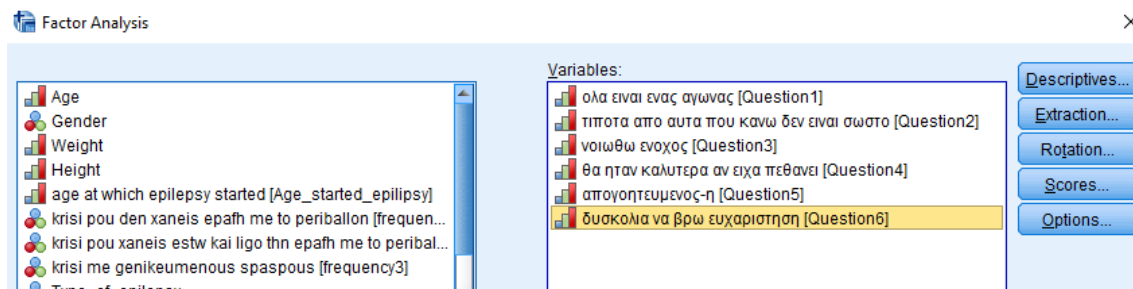 Factor Analysis
Age
Gender
Weight
Height
age at which epilepsy started [Age_started_epilipsy]
krisi pou den xaneis epafh me to periballon [frequen...
krisi pou xaneis estw kai ligo thn epafh me to peribal...
krisi me genikeumenous spaspous [frequency3]
Variables:
ολα ειναι ενας αγωνας [Question1]
τιποτα απο αυτα που κανω δεν ειναι σωστο [Question2]
νοιωθω ενοχος [Question3]
θα ηταν καλυτερα αν ειχα πεθανει [Question4]
απογοητευμενος-η [Question5]
δυσκολια να βρω ευχαριστηση [Question6]
Descriptives...
Extraction...
Rotation...
Scores...
Options...